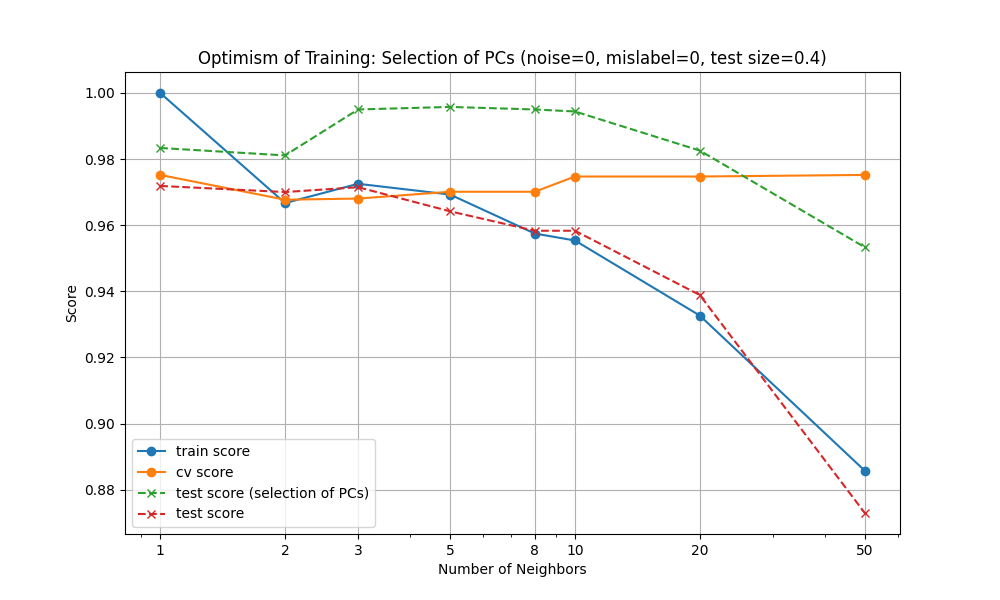 Optimism of Training: Selection of PCs (noise=0, mislabel=0, test size=0.4)
1.00
0.98
0.96
0.94
0.92
0.90
0.88
Score
train score
cv score
test score (selection of PCs)
test score
1 2 3 5 8 10 20 50
Number of Neighbors